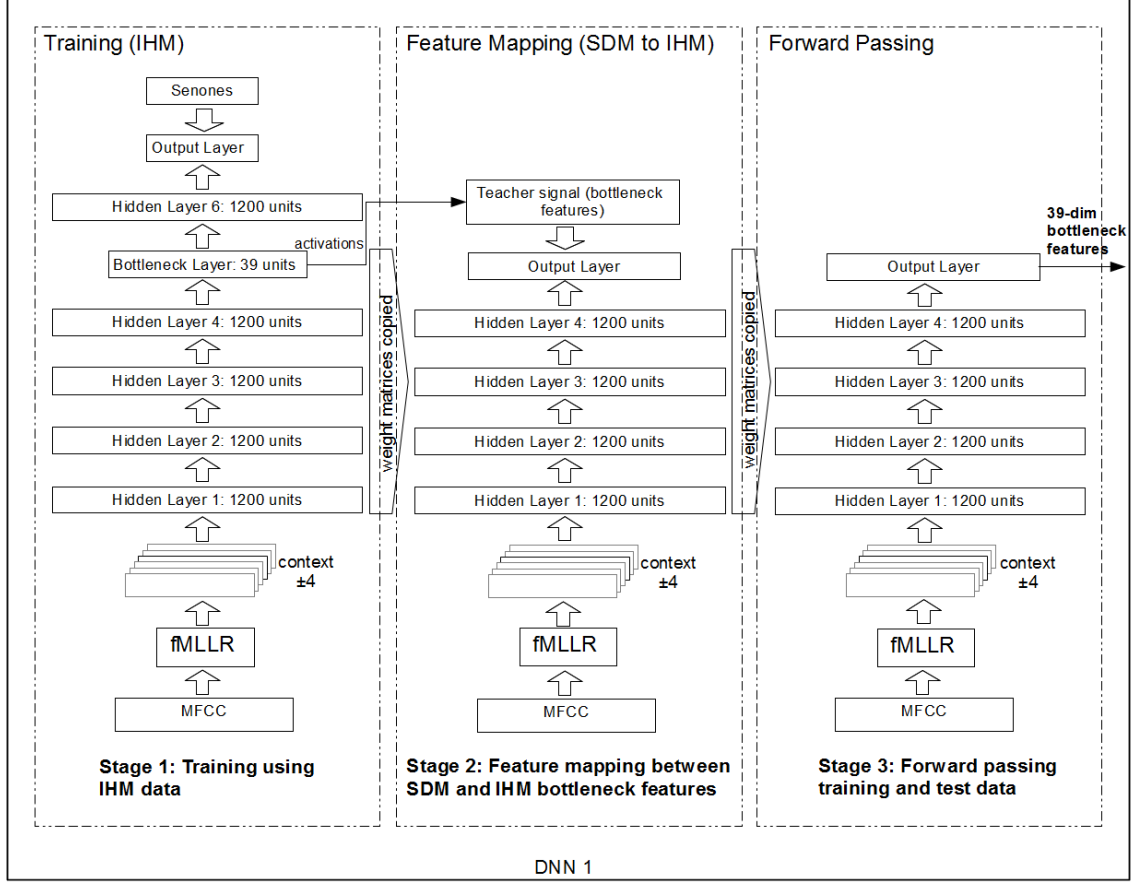 Training (IHM)
Senones
Output Layer
Hidden Layer 6: 1200 units
activations
Bottleneck Layer: 39 units
Hidden Layer 4: 1200 units
Hidden Layer 3: 1200 units
Hidden Layer 2: 1200 units
Hidden Layer 1: 1200 units
context
±4
fMLLR
MFCC
Stage 1: Training using
IHM data
weight matrices copied
Feature Mapping (SDM to IHM)
Teacher signal (bottleneck
features)
Output Layer
Hidden Layer 4: 1200 units
Hidden Layer 3: 1200 units
Hidden Layer 2: 1200 units
Hidden Layer 1: 1200 units
context
±4
fMLLR
MFCC
Stage 2: Feature mapping between
SDM and IHM bottleneck features
weight matrices copied
Forward Passing
39-dim
bottleneck
features
Output Layer
Hidden Layer 4: 1200 units
Hidden Layer 3: 1200 units
Hidden Layer 2: 1200 units
Hidden Layer 1: 1200 units
context
±4
fMLLR
MFCC
Stage 3: Forward passing
training and test data
DNN 1